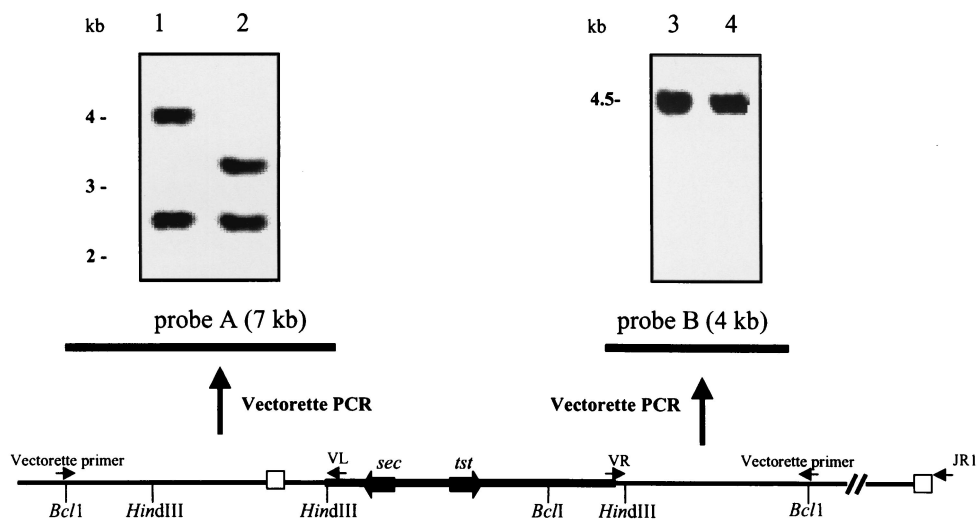 kb 1 2
kb 3 4
4 -
3 -
2 -
4.5-
probe A (7 kb)
probe B (4 kb)
Vectorette PCR
Vectorette PCR
Vectorette primer
VL
sec
tst
VR
Vectorette primer
JR1
Bcl1
HindIII
HindIII
BclI
HindIII
Bcl1